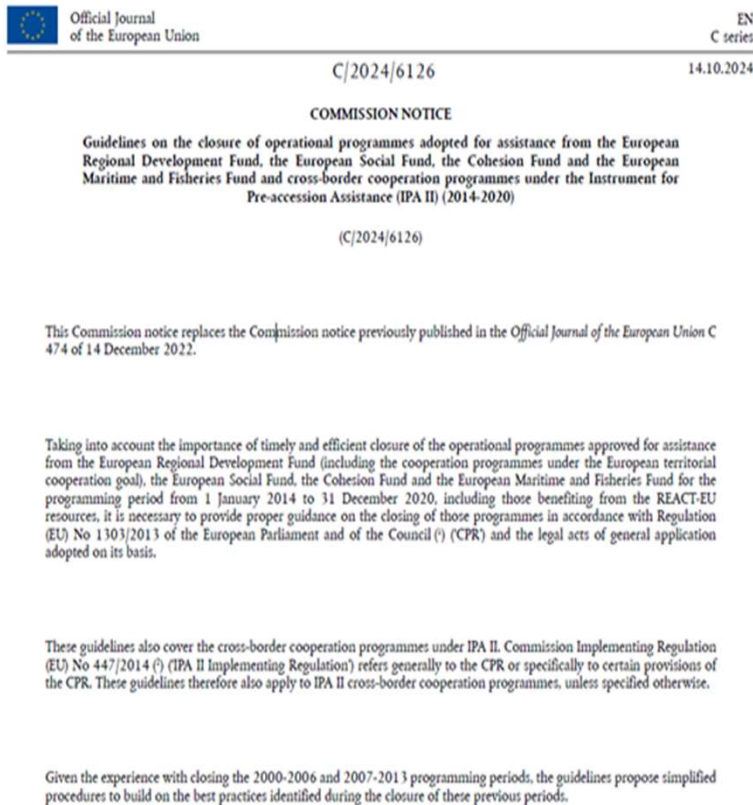 Official Journal
of the European Union
EN
C series
C/2024/6126
14.10.2024
COMMISSION NOTICE
Guidelines on the closure of operational programmes adopted for assistance from the European
Regional Development Fund, the European Social Fund, the Cohesion Fund and the European
Maritime and Fisheries Fund and cross-border cooperation programmes under the Instrument for
Pre-accession Assistance (IPA II) (2014-2020)
(C/2024/6126)
This Commission notice replaces the Commission notice previously published in the Official Journal of the European Union C
474 of 14 December 2022.
Taking into account the importance of timely and efficient closure of the operational programmes approved for assistance
from the European Regional Development Fund (including the cooperation programmes under the European territorial
cooperation goal), the European Social Fund, the Cohesion Fund and the European Maritime and Fisheries Fund for the
programming period from 1 January 2014 to 31 December 2020, including those benefiting from the REACT-EU
resources, it is necessary to provide proper guidance on the closing of those programmes in accordance with Regulation
(EU) No 1303/2013 of the European Parliament and of the Council (¹) ('CPR') and the legal acts of general application
adopted on its basis.
These guidelines also cover the cross-border cooperation programmes under IPA II. Commission Implementing Regulation
(EU) No 447/2014 (²) ('IPA II Implementing Regulation') refers generally to the CPR or specifically to certain provisions of
the CPR. These guidelines therefore also apply to IPA II cross-border cooperation programmes, unless specified otherwise.
Given the experience with closing the 2000-2006 and 2007-2013 programming periods, the guidelines propose simplified
procedures to build on the best practices identified during the closure of these previous periods.